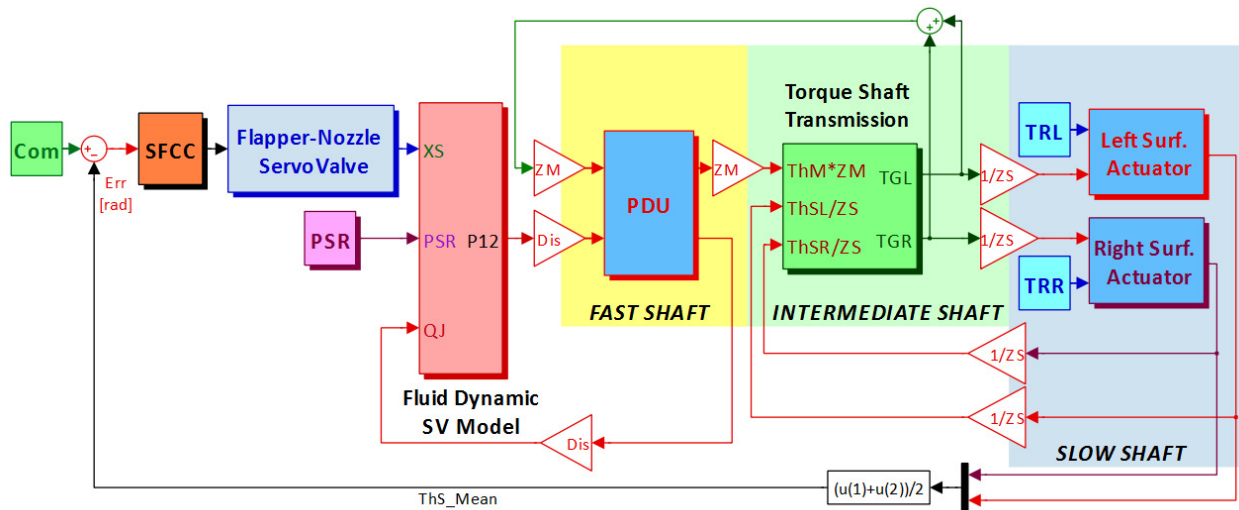 Com
+
−
Err
[rad]
SFCC
Flapper-Nozzle
Servo Valve
PSR
XS
PSR
P12
QJ
Fluid Dynamic
SV Model
ZM
Dis
PDU
ZM
Dis
FAST SHAFT
+
+
Torque Shaft
Transmission
ThM*ZM
ThSL/ZS
ThSR/ZS
TGL
TGR
INTERMEDIATE SHAFT
1/ZS
1/ZS
1/ZS
1/ZS
TRL
Left Surf.
Actuator
Right Surf.
Actuator
TRR
SLOW SHAFT
(u(1)+u(2))/2
ThS_Mean